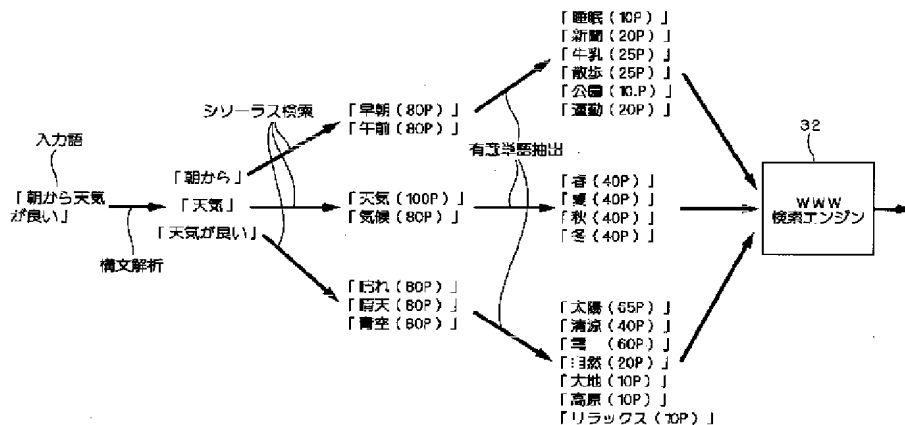 入力語
「朝から天気
が良い」
構文解析
シソーラス検索
「朝から」
「天気」
「天気が良い」
「早朝(80P)」
「午前(80P)」
「天気(100P)」
「気候(80P)」
「晴れ(80P)」
「晴天(80P)」
「青空(80P)」
有意単語抽出
「睡眠(10P)」
「新聞(20P)」
「牛乳(25P)」
「散歩(25P)」
「公園(10P)」
「運動(20P)」
「春(40P)」
「夏(40P)」
「秋(40P)」
「冬(40P)」
「太陽(65P)」
「清涼(40P)」
「雲 (60P)」
「自然(20P)」
「大地(10P)」
「高原(10P)」
「リラックス(10P)」
32
WWW
検索エンジン